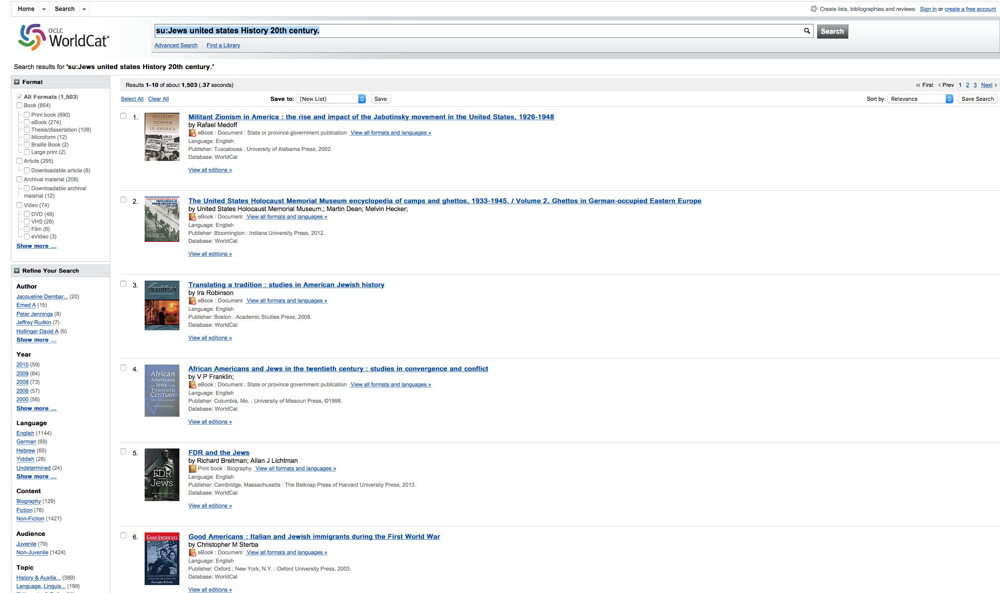 Home Search
Create lists, bibliographies and reviews: Sign in or create a free account
OCLC
WorldCat®
su:Jews united states History 20th century.
Search
Advanced Search Find a Library
Search results for 'su:Jews united states History 20th century.'
Format
All Formats (1,503)
Book (854)
Print book (690)
eBook (274)
Thesis/dissertation (108)
Microform (12)
Braille Book (2)
Large print (2)
Article (295)
Downloadable article (6)
Archival material (208)
Downloadable archival
material (12)
Video (74)
DVD (46)
VHS (26)
Film (6)
eVideo (3)
Show more ...
Refine Your Search
Author
Jacqueline Dembar... (20)
Emed A (15)
Peter Jennings (8)
Jeffrey Rudkin (7)
Hollinger David A (6)
Show more ...
Year
2010 (59)
2009 (84)
2008 (73)
2006 (57)
2000 (56)
Show more ...
Language
English (1144)
German (69)
Hebrew (65)
Yiddish (28)
Undetermined (24)
Show more ...
Content
Biography (129)
Fiction (76)
Non-Fiction (1427)
Audience
Juvenile (79)
Non-Juvenile (1424)
Topic
History & Auxilia... (389)
Language, Linguis... (199)
Results 1-10 of about 1,503 (.37 seconds)
« First < Prev 1 2 3 Next >
Select All Clear All
Save to: [New List] Save
Sort by: Relevance Save Search
1.
MILITANT
ZIONISM
IN AMERICA
Militant Zionism in America : the rise and impact of the Jabotinsky movement in the United States, 1926-1948
by Rafael Medoff
eBook : Document : State or province government publication View all formats and languages »
Language: English
Publisher: Tuscaloosa : University of Alabama Press, 2002.
Database: WorldCat
View all editions »
2.
ENCYCLOPEDIA OF
CAMPS AND GHETTOS
1933-1945
The United States Holocaust Memorial Museum encyclopedia of camps and ghettos, 1933-1945. / Volume 2, Ghettos in German-occupied Eastern Europe
by United States Holocaust Memorial Museum.; Martin Dean; Melvin Hecker;
eBook : Document View all formats and languages »
Language: English
Publisher: Bloomington : Indiana University Press, 2012.
Database: WorldCat
View all editions »
3.
Translating a
TRADITION
Translating a tradition : studies in American Jewish history
by Ira Robinson
eBook : Document View all formats and languages »
Language: English
Publisher: Boston : Academic Studies Press, 2008.
Database: WorldCat
View all editions »
4.
African
Americans
and Jews in the
TWENTIETH
CENTURY
African Americans and Jews in the twentieth century : studies in convergence and conflict
by V P Franklin;
eBook : Document : State or province government publication View all formats and languages »
Language: English
Publisher: Columbia, Mo. : University of Missouri Press, ©1998.
Database: WorldCat
View all editions »
5.
FDR
AND THE
Jews
FDR and the Jews
by Richard Breitman; Allan J Lichtman
Print book : Biography View all formats and languages »
Language: English
Publisher: Cambridge, Massachusetts : The Belknap Press of Harvard University Press, 2013.
Database: WorldCat
View all editions »
6.
GOOD AMERICANS
ITALIAN AND JEWISH IMMIGRANTS
DURING THE FIRST WORLD WAR
Christopher M. Sterba
Good Americans : Italian and Jewish immigrants during the First World War
by Christopher M Sterba
eBook : Document View all formats and languages »
Language: English
Publisher: Oxford ; New York, N.Y. : Oxford University Press, 2003.
Database: WorldCat
View all editions »